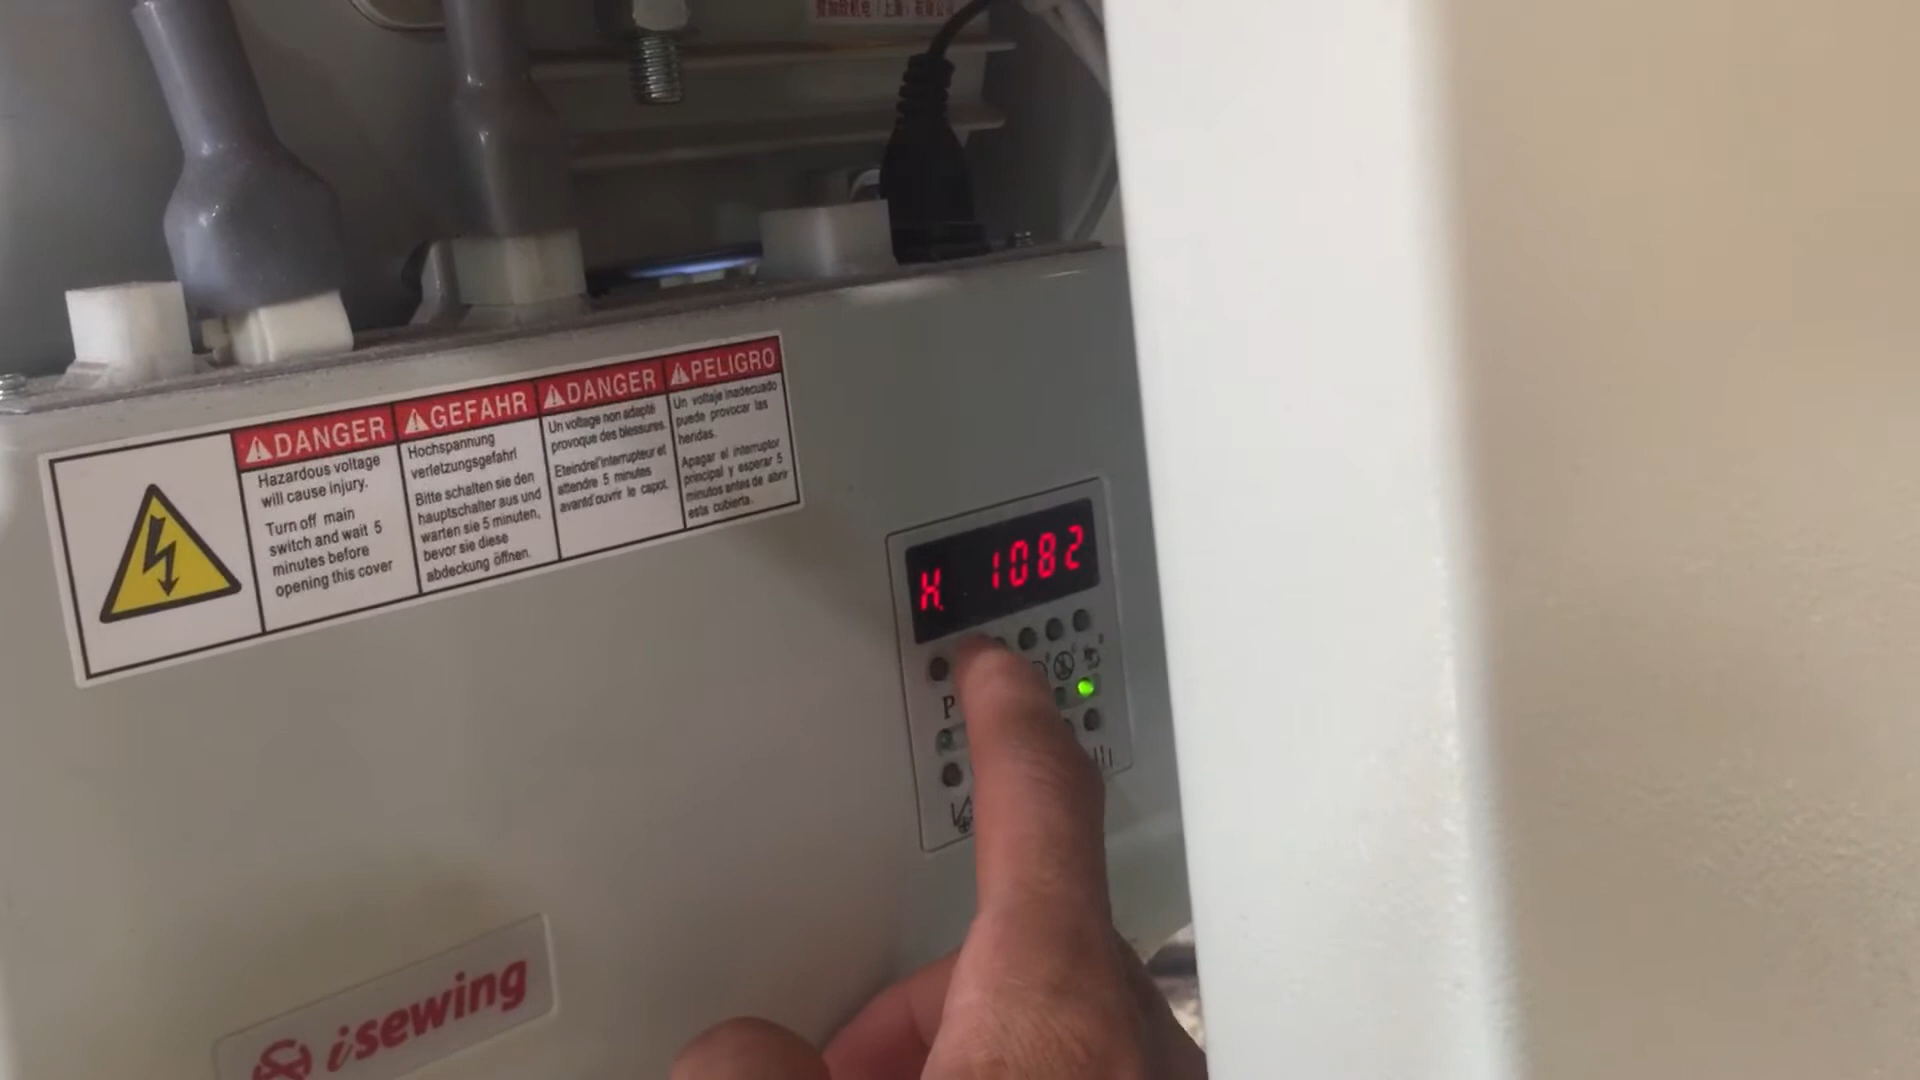 DANGER
Hazardous voltage
will cause injury.
Turn off main
switch and wait 5
minutes before
opening this cover
GEFAHR
Hochspannung
verletzungsgefahrl
Bitte schalten sie den
hauptschalter aus und
warten sie 5 minuten,
bevor sie diese
abdeckung öffnen.
DANGER
Un voltage non adapté
provoque des blessures.
Eteindrel'interrupteur et
attendre 5 minutes
avantd'ouvrir le capot.
PELIGRO
Un voltaje inadecuado
puede provocar las
heridas.
Apagar el interruptor
principal y esperar 5
minutos antes de abrir
esta cubierta.
H 1082
P
isewing